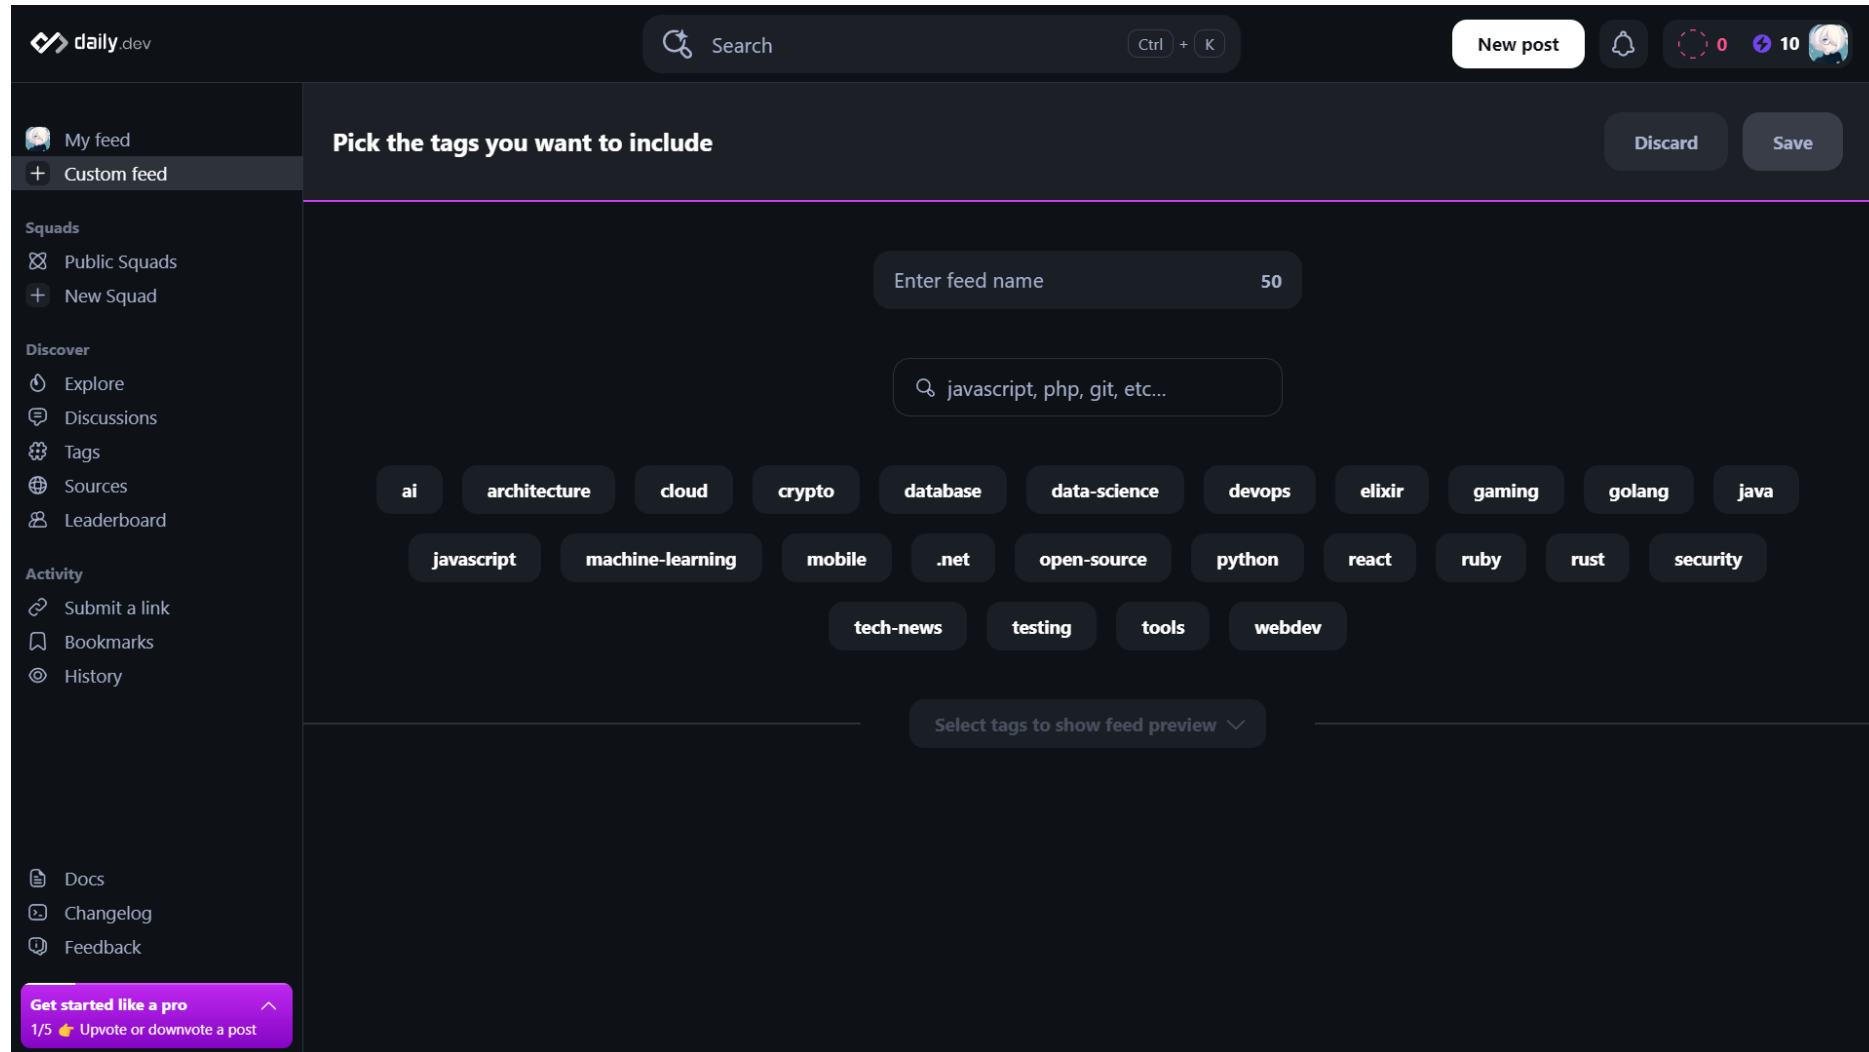 daily.dev
Search
Ctrl + K
New post
0
10
My feed
Custom feed
Squads
Public Squads
New Squad
Discover
Explore
Discussions
Tags
Sources
Leaderboard
Activity
Submit a link
Bookmarks
History
Docs
Changelog
Feedback
Get started like a pro
1/5 👉 Upvote or downvote a post
Pick the tags you want to include
Discard
Save
Enter feed name 50
javascript, php, git, etc...
ai architecture cloud crypto database data-science devops elixir gaming golang java
javascript machine-learning mobile .net open-source python react ruby rust security
tech-news testing tools webdev
Select tags to show feed preview